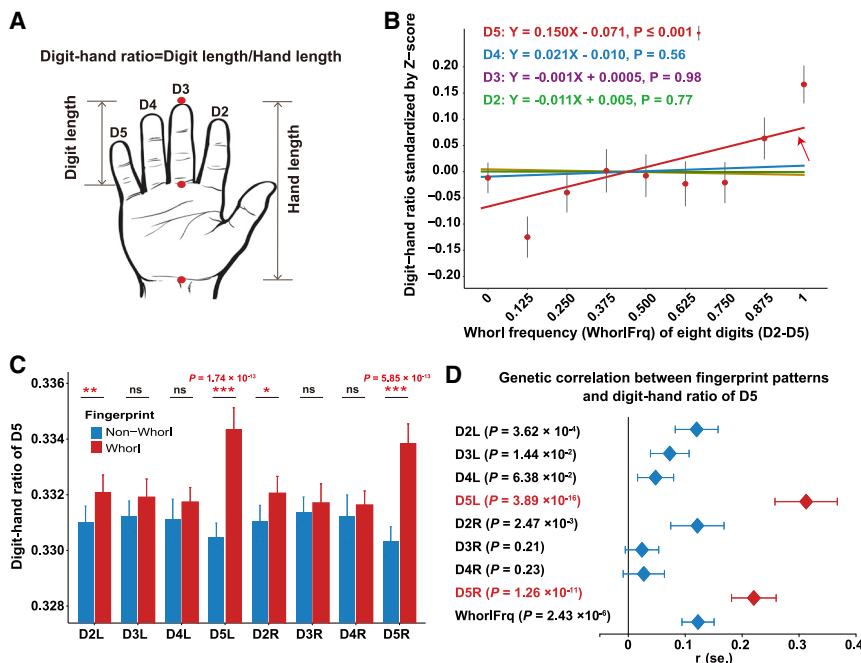 A
Digit-hand ratio=Digit length/Hand length
D3
D4
D2
D5
Digit length
Hand length
B
D5: Y = 0.150X - 0.071, P ≤ 0.001
D4: Y = 0.021X - 0.010, P = 0.56
D3: Y = -0.001X + 0.0005, P = 0.98
D2: Y = -0.011X + 0.005, P = 0.77
Digit−hand ratio standardized by Z−score
0.20
0.15
0.10
0.05
0.00
−0.05
−0.10
−0.15
−0.20
0
0.125
0.250
0.375
0.500
0.625
0.750
0.875
1
Whorl frequency (WhorlFrq) of eight digits (D2-D5)
C
Digit-hand ratio of D5
0.336
0.334
0.332
0.330
0.328
P = 1.74 × 10⁻¹³
P = 5.85 × 10⁻¹³
** ns ns *** * ns ns ***
Fingerprint
Non−Whorl
Whorl
D2L D3L D4L D5L D2R D3R D4R D5R
D
Genetic correlation between fingerprint patterns
and digit-hand ratio of D5
D2L (P = 3.62 × 10⁻⁴)
D3L (P = 1.44 × 10⁻²)
D4L (P = 6.38 × 10⁻²)
D5L (P = 3.89 × 10⁻¹⁶)
D2R (P = 2.47 × 10⁻³)
D3R (P = 0.21)
D4R (P = 0.23)
D5R (P = 1.26 × 10⁻¹¹)
WhorlFrq (P = 2.43 × 10⁻⁶)
0 0.1 0.2 0.3 0.4
r (se.)